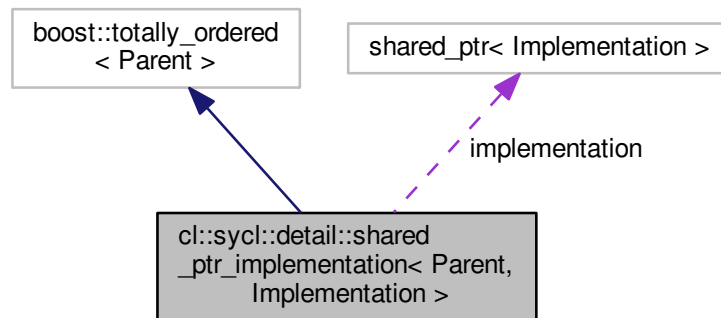 boost::totally_ordered
< Parent >
shared_ptr< Implementation >
implementation
cl::sycl::detail::shared
_ptr_implementation< Parent,
Implementation >